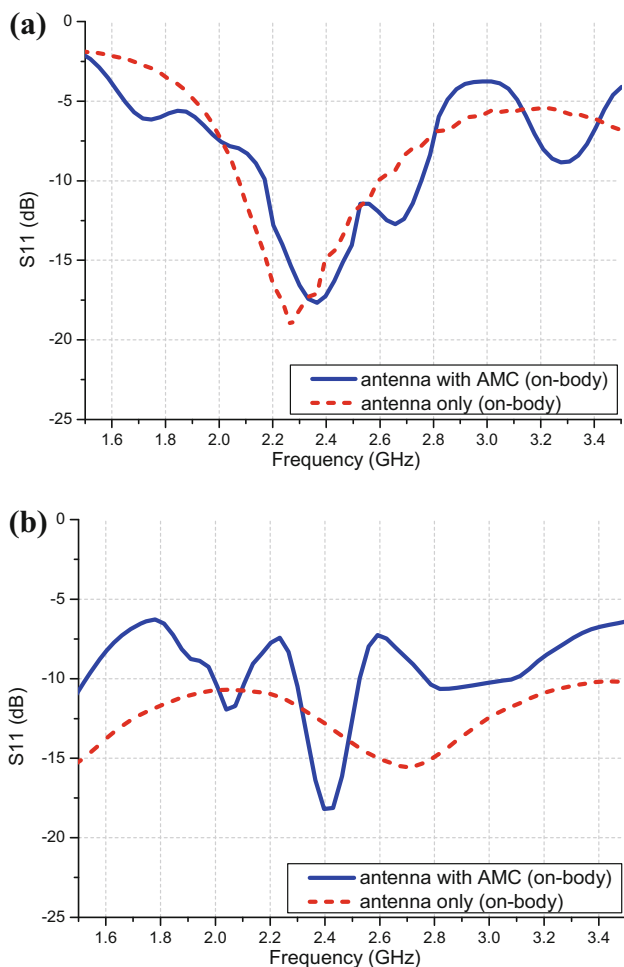 (a)
0
-5
-10
-15
-20
-25
S11 (dB)
antenna with AMC (on-body)
antenna only (on-body)
1.6 1.8 2.0 2.2 2.4 2.6 2.8 3.0 3.2 3.4
Frequency (GHz)
(b)
0
-5
-10
-15
-20
-25
S11 (dB)
antenna with AMC (on-body)
antenna only (on-body)
1.6 1.8 2.0 2.2 2.4 2.6 2.8 3.0 3.2 3.4
Frequency (GHz)